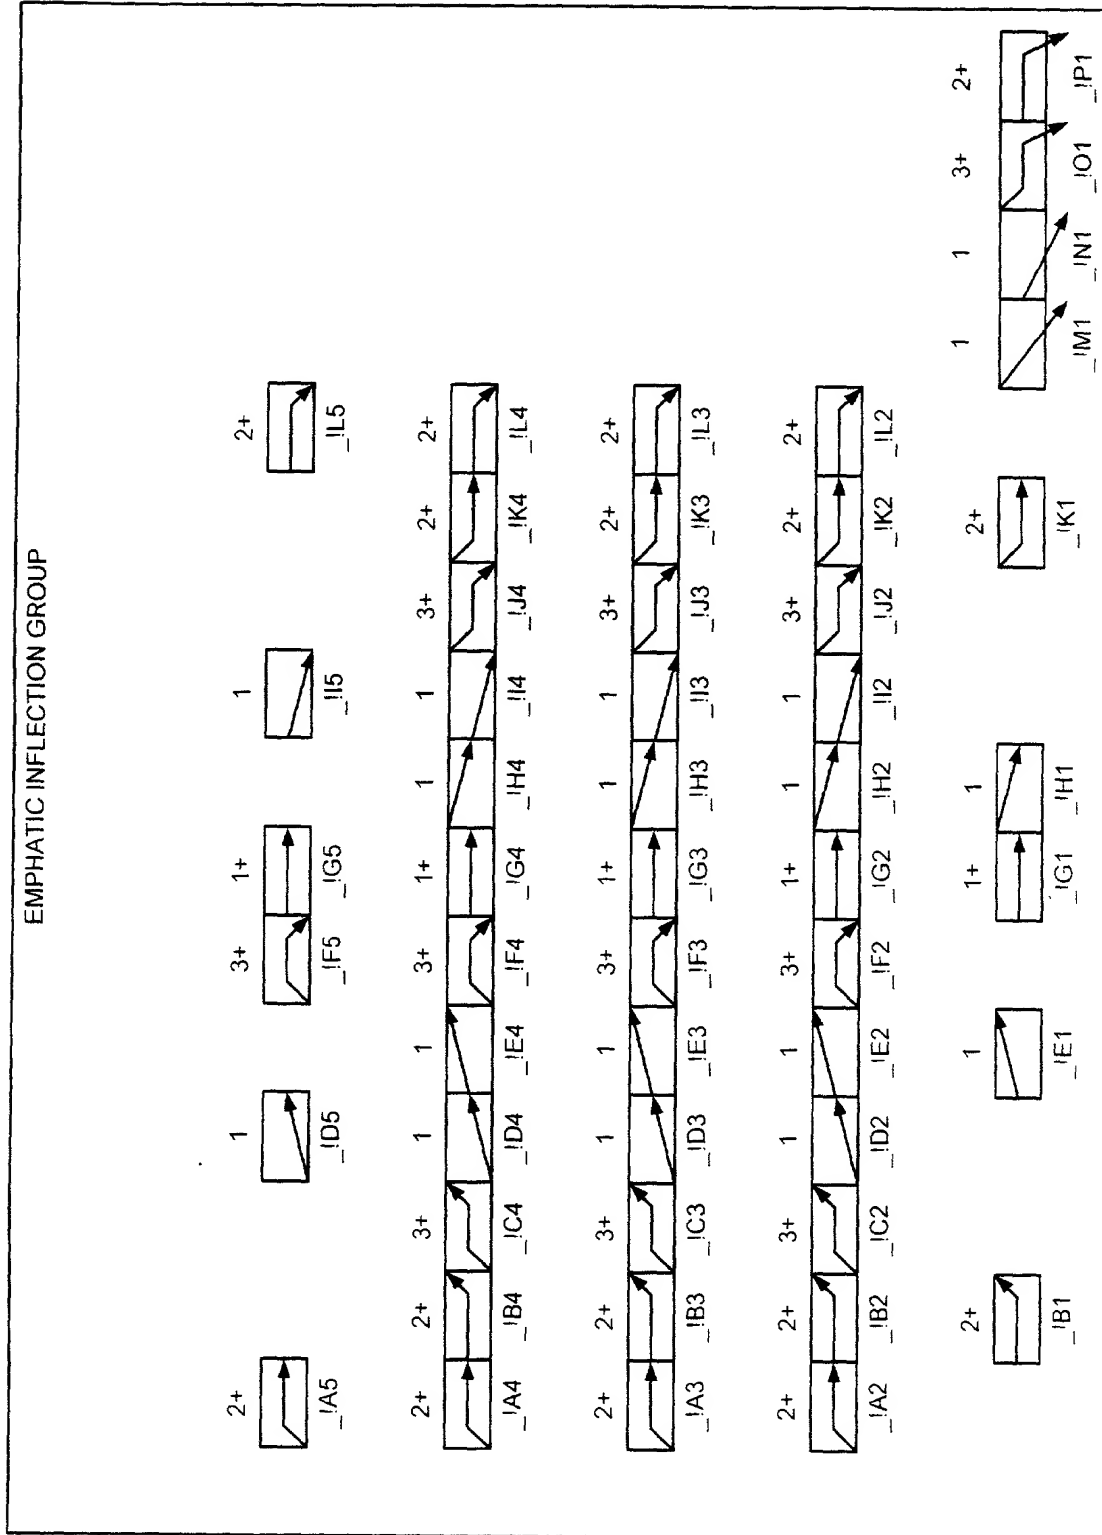 EMPHATIC INFLECTION GROUP
2+ 1 3+ 1+ 1 2+
_!A5 _!D5 _!F5 _!G5 _!I5 _!L5
2+ 2+ 3+ 1 1 3+ 1+ 1 1 3+ 2+ 2+
_!A4 _!B4 _!C4 _!D4 _!E4 _!F4 _!G4 _!H4 _!I4 _!J4 _!K4 _!L4
2+ 2+ 3+ 1 1 3+ 1+ 1 1 3+ 2+ 2+
_!A3 _!B3 _!C3 _!D3 _!E3 _!F3 _!G3 _!H3 _!I3 _!J3 _!K3 _!L3
2+ 2+ 3+ 1 1 3+ 1+ 1 1 3+ 2+ 2+
_!A2 _!B2 _!C2 _!D2 _!E2 _!F2 _!G2 _!H2 _!I2 _!J2 _!K2 _!L2
2+ 1 1+ 1 2+ 1 1 3+ 2+
_!B1 _!E1 _!G1 _!H1 _!K1 _!M1 _!N1 _!O1 _!P1